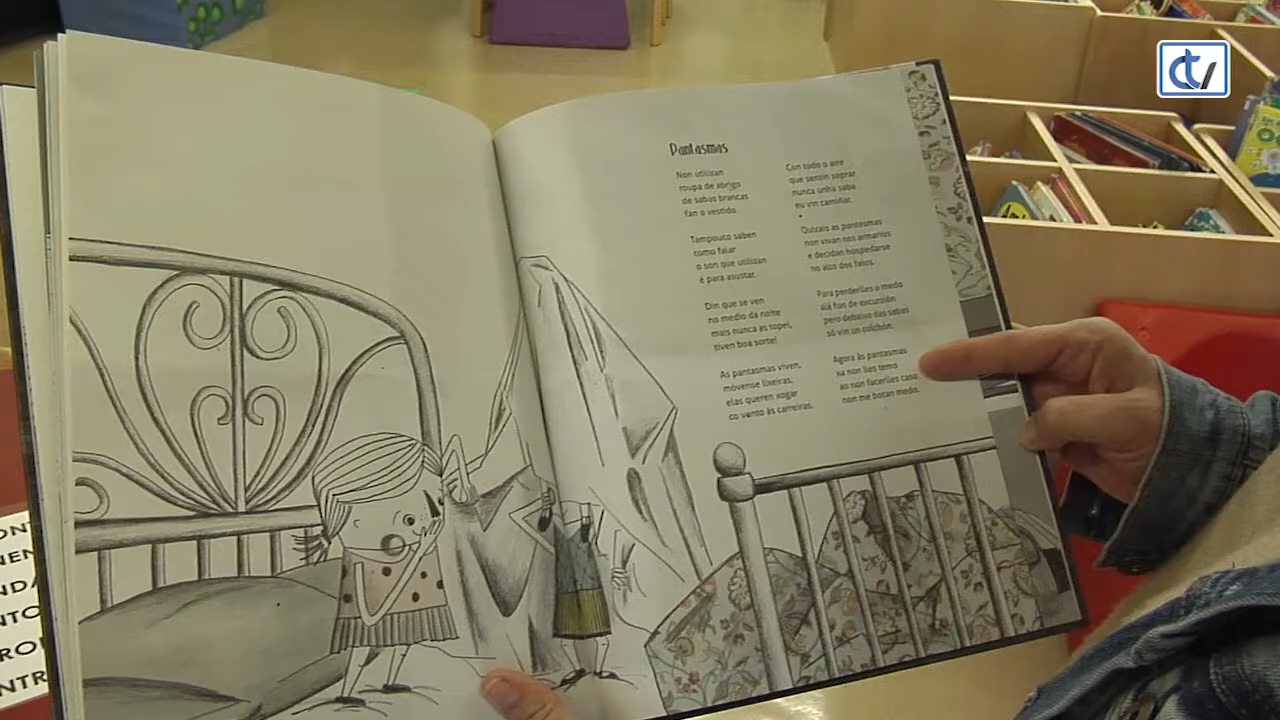 Pantasmas
Non utilizan
roupa de abrigo
de sabas brancas
fan o vestido.
Tampouco saben
como falar
o son que utilizan
é para asustar.
Din que se ven
no medio da noite
mais nunca as topei,
tiven boa sorte!
As pantasmas viven,
móvense lixeiras,
elas queren xogar
co vento ás carreiras.
Con todo o aire
que sentín soprar
nunca unha saba
eu vin camiñar.
Quizais as pantasmas
non vivan nos armarios
e decidan hospedarse
no alto dos faios.
Para perderlles o medo
alá fun de excursión
pero debaixo das sabas
só vin un colchón.
Agora ás pantasmas
xa non lles temo
ao non facerlles caso
non me botan medo.
CTV